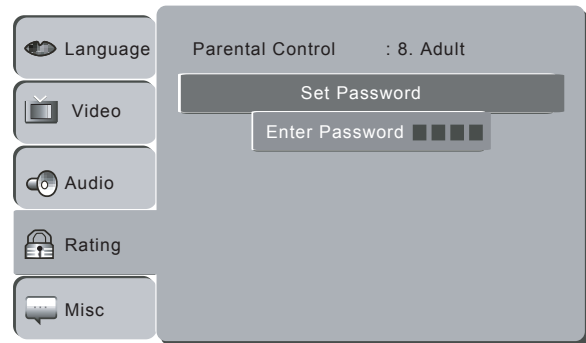 Language
Video
Audio
Rating
Misc
Parental Control : 8. Adult
Set Password
Enter Password